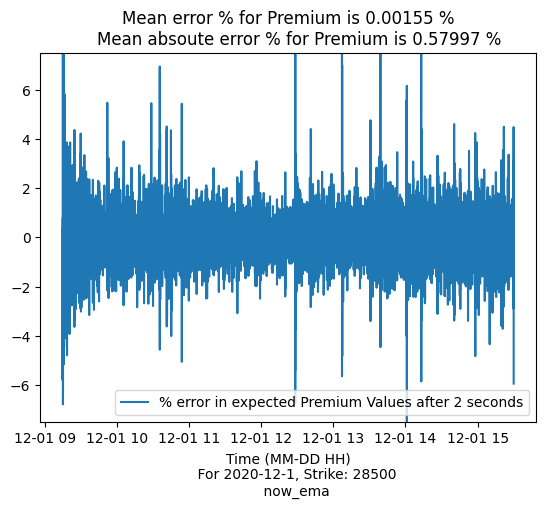 Mean error % for Premium is 0.00155 %
Mean absoute error % for Premium is 0.57997 %
6
4
2
0
−2
−4
−6
% error in expected Premium Values after 2 seconds
12-01 09 12-01 10 12-01 11 12-01 12 12-01 13 12-01 14 12-01 15
Time (MM-DD HH)
For 2020-12-1, Strike: 28500
now_ema